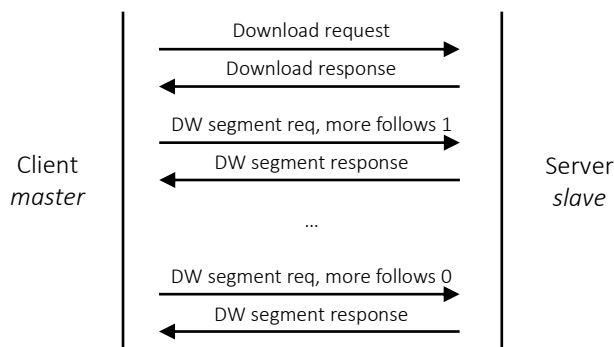 Download request
Download response
DW segment req, more follows 1
DW segment response
Client
master
Server
slave
...
DW segment req, more follows 0
DW segment response